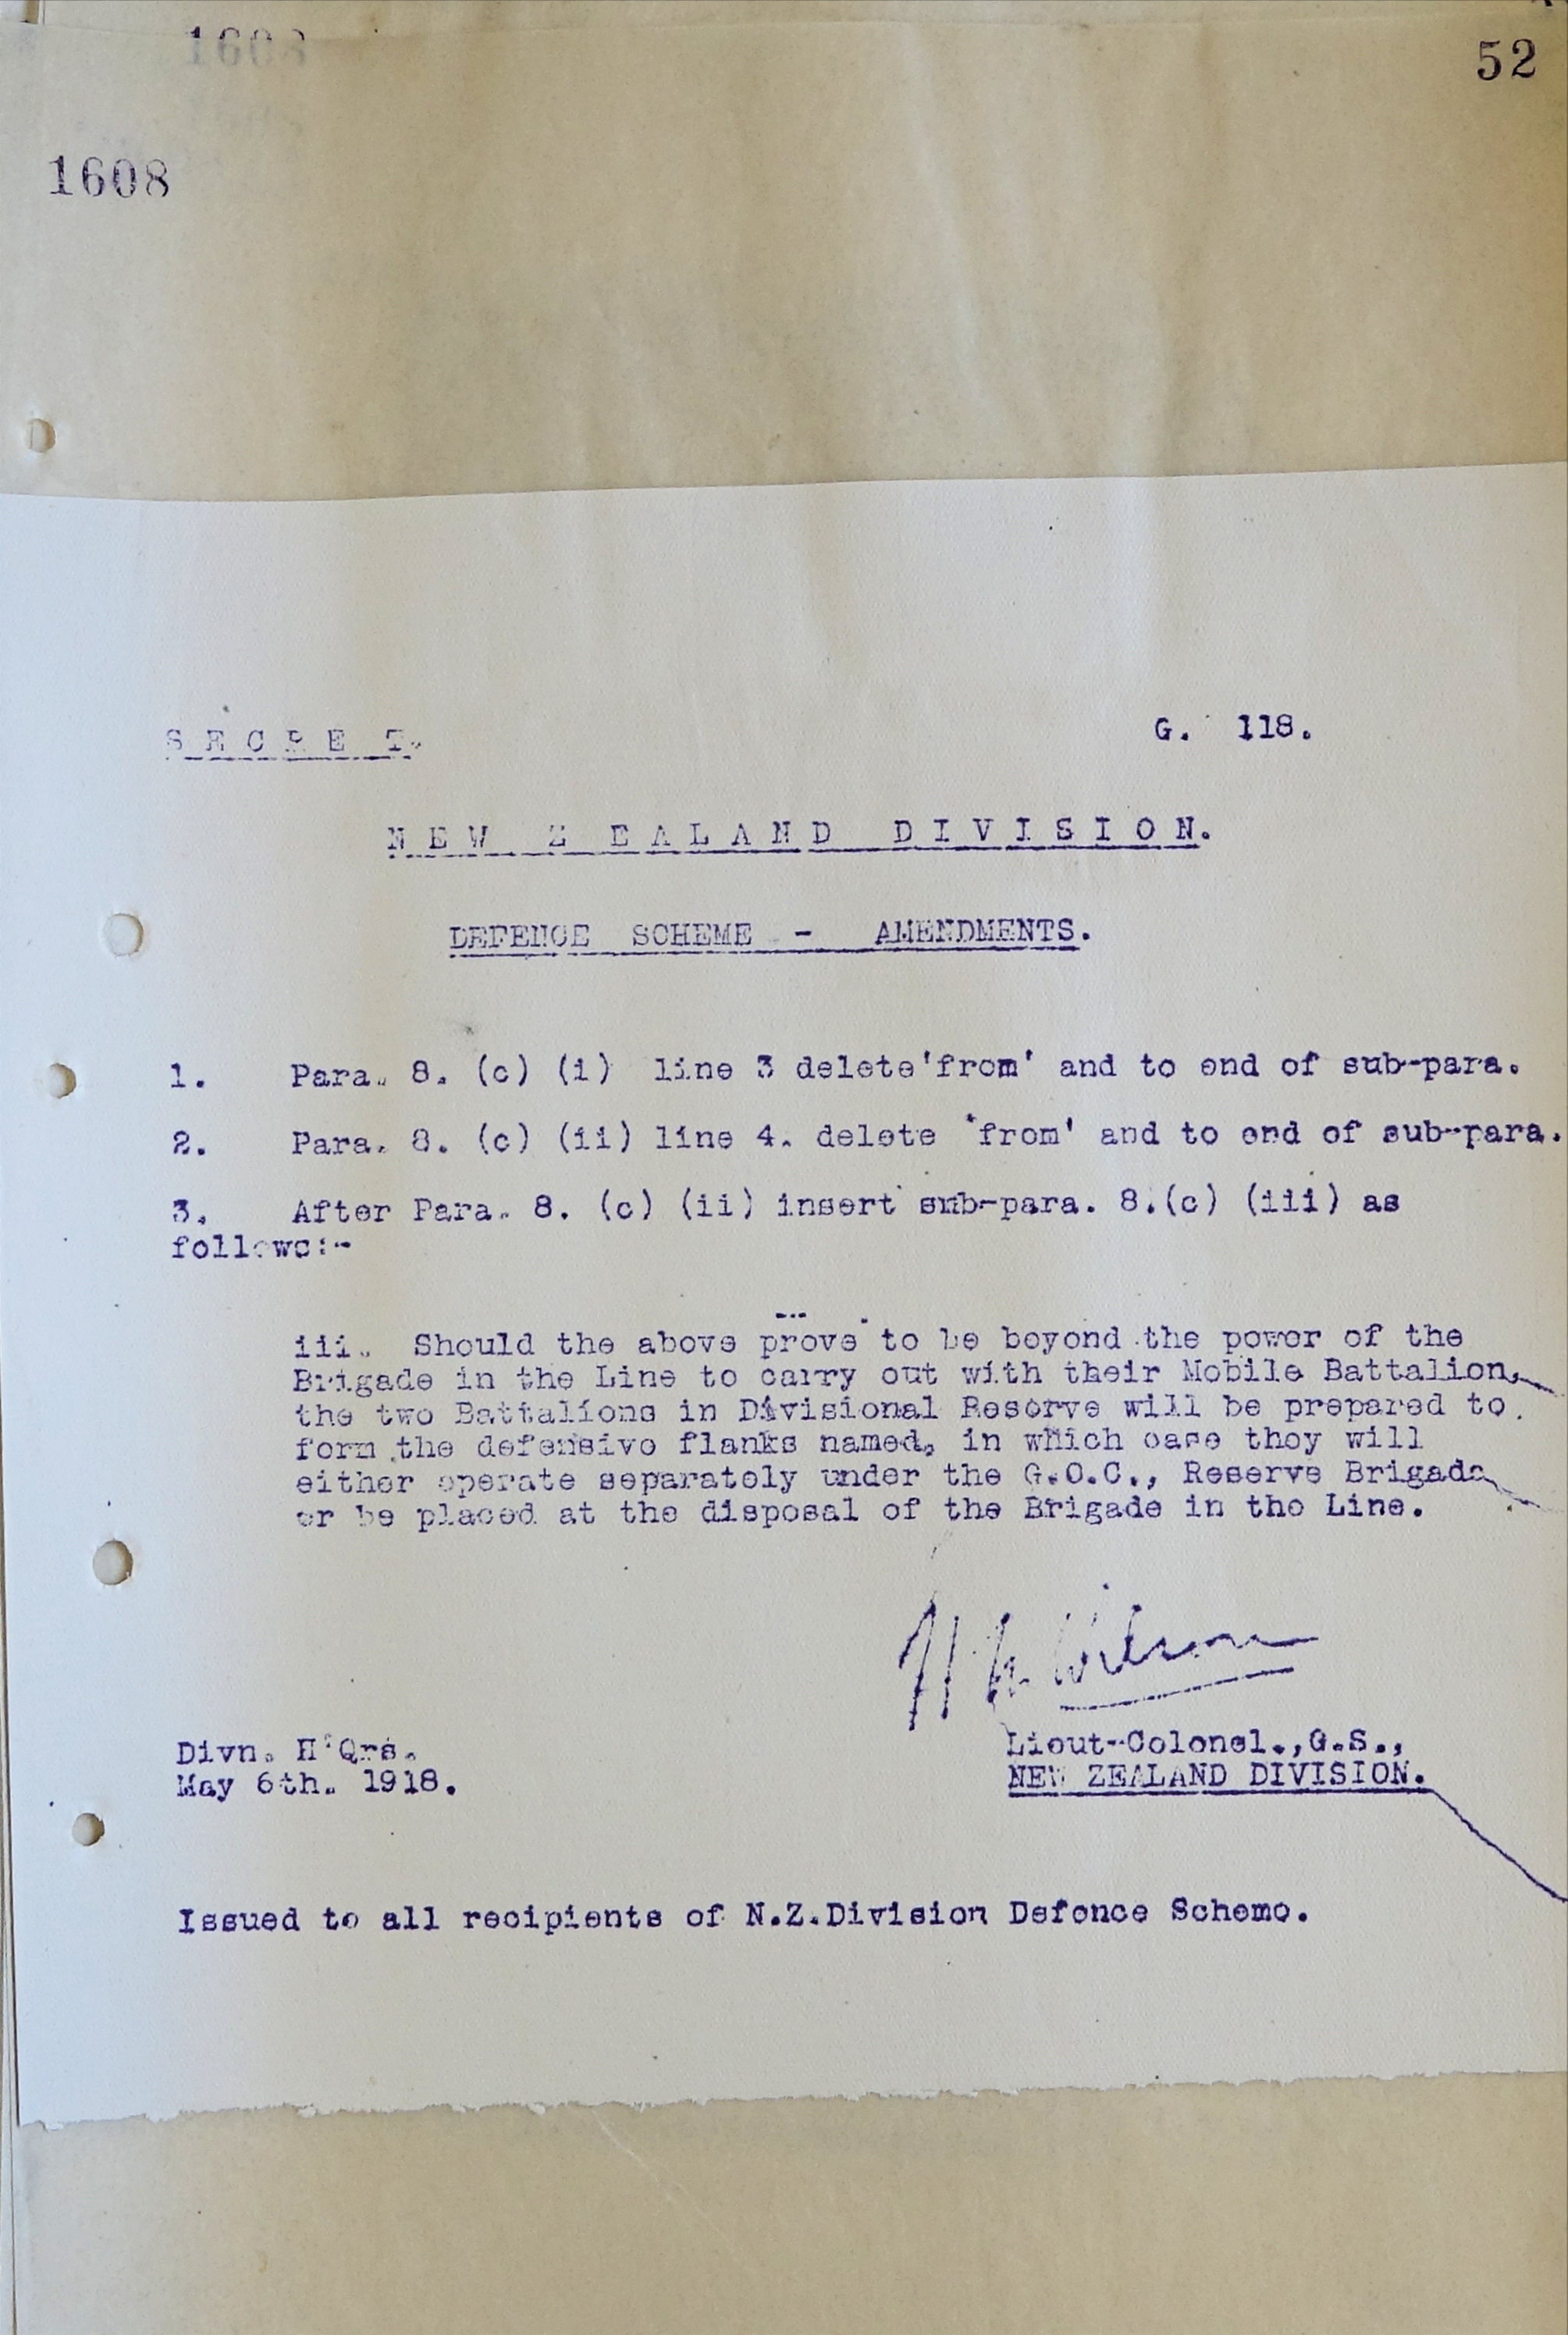 1608
52
1608
S E C R E T.
G. 118.
N E W Z E A L A N D D I V I S I O N.
DEFENCE SCHEME - AMENDMENTS.
1. Para. 8. (c) (i) line 3 delete 'from' and to end of sub-para.
2. Para. 8. (c) (ii) line 4. delete 'from' and to end of sub-para.
3. After Para. 8. (c) (ii) insert sub-para. 8.(c) (iii) as
follows:-
iii. Should the above prove to be beyond the power of the
Brigade in the Line to carry out with their Mobile Battalion,
the two Battalions in Divisional Reserve will be prepared to
form the defensive flanks named, in which case they will
either operate separately under the G.O.C., Reserve Brigade
or be placed at the disposal of the Brigade in the Line.
Wilson
Divn. H'Qrs.
May 6th. 1918.
Lieut-Colonel.,G.S.,
NEW ZEALAND DIVISION.
Issued to all recipients of N.Z.Division Defence Scheme.